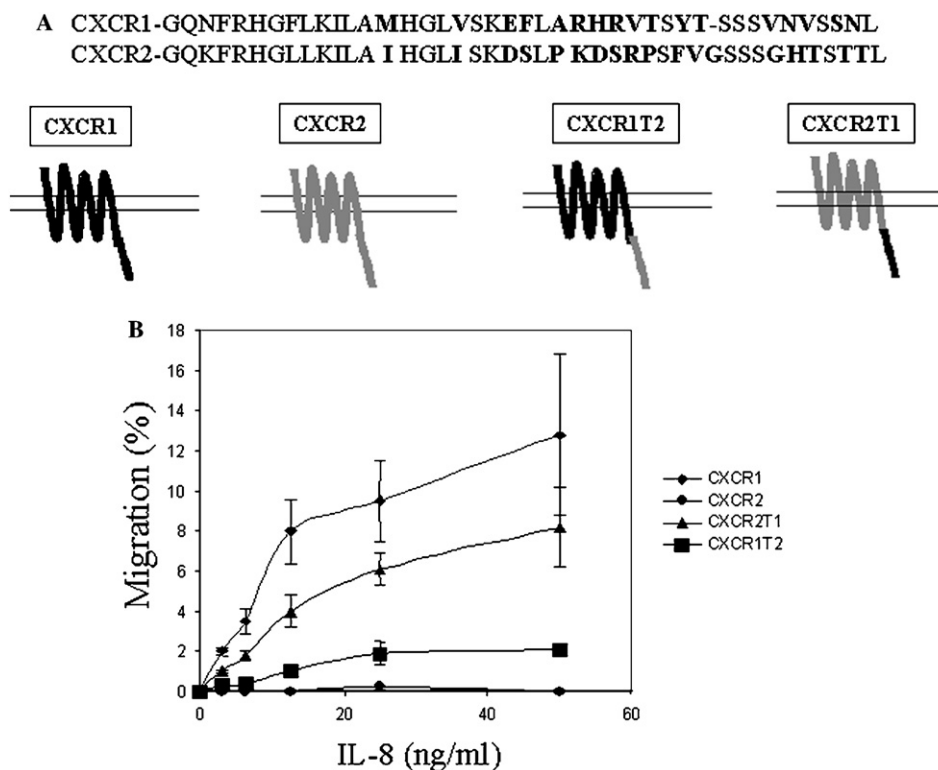 A CXCR1-GQNFRHGFLKILAMHGLVSKEFLARHRVTSYT-SSSVNVSSNL
CXCR2-GQKFRHGLLKILA I HGLI SKDSLP KDSRPSFVGSSSGHTSTTL
CXCR1 CXCR2 CXCR1T2 CXCR2T1
B
18
16
14
12
10
8
6
4
2
0
Migration (%)
0 20 40 60
IL-8 (ng/ml)
CXCR1
CXCR2
CXCR2T1
CXCR1T2